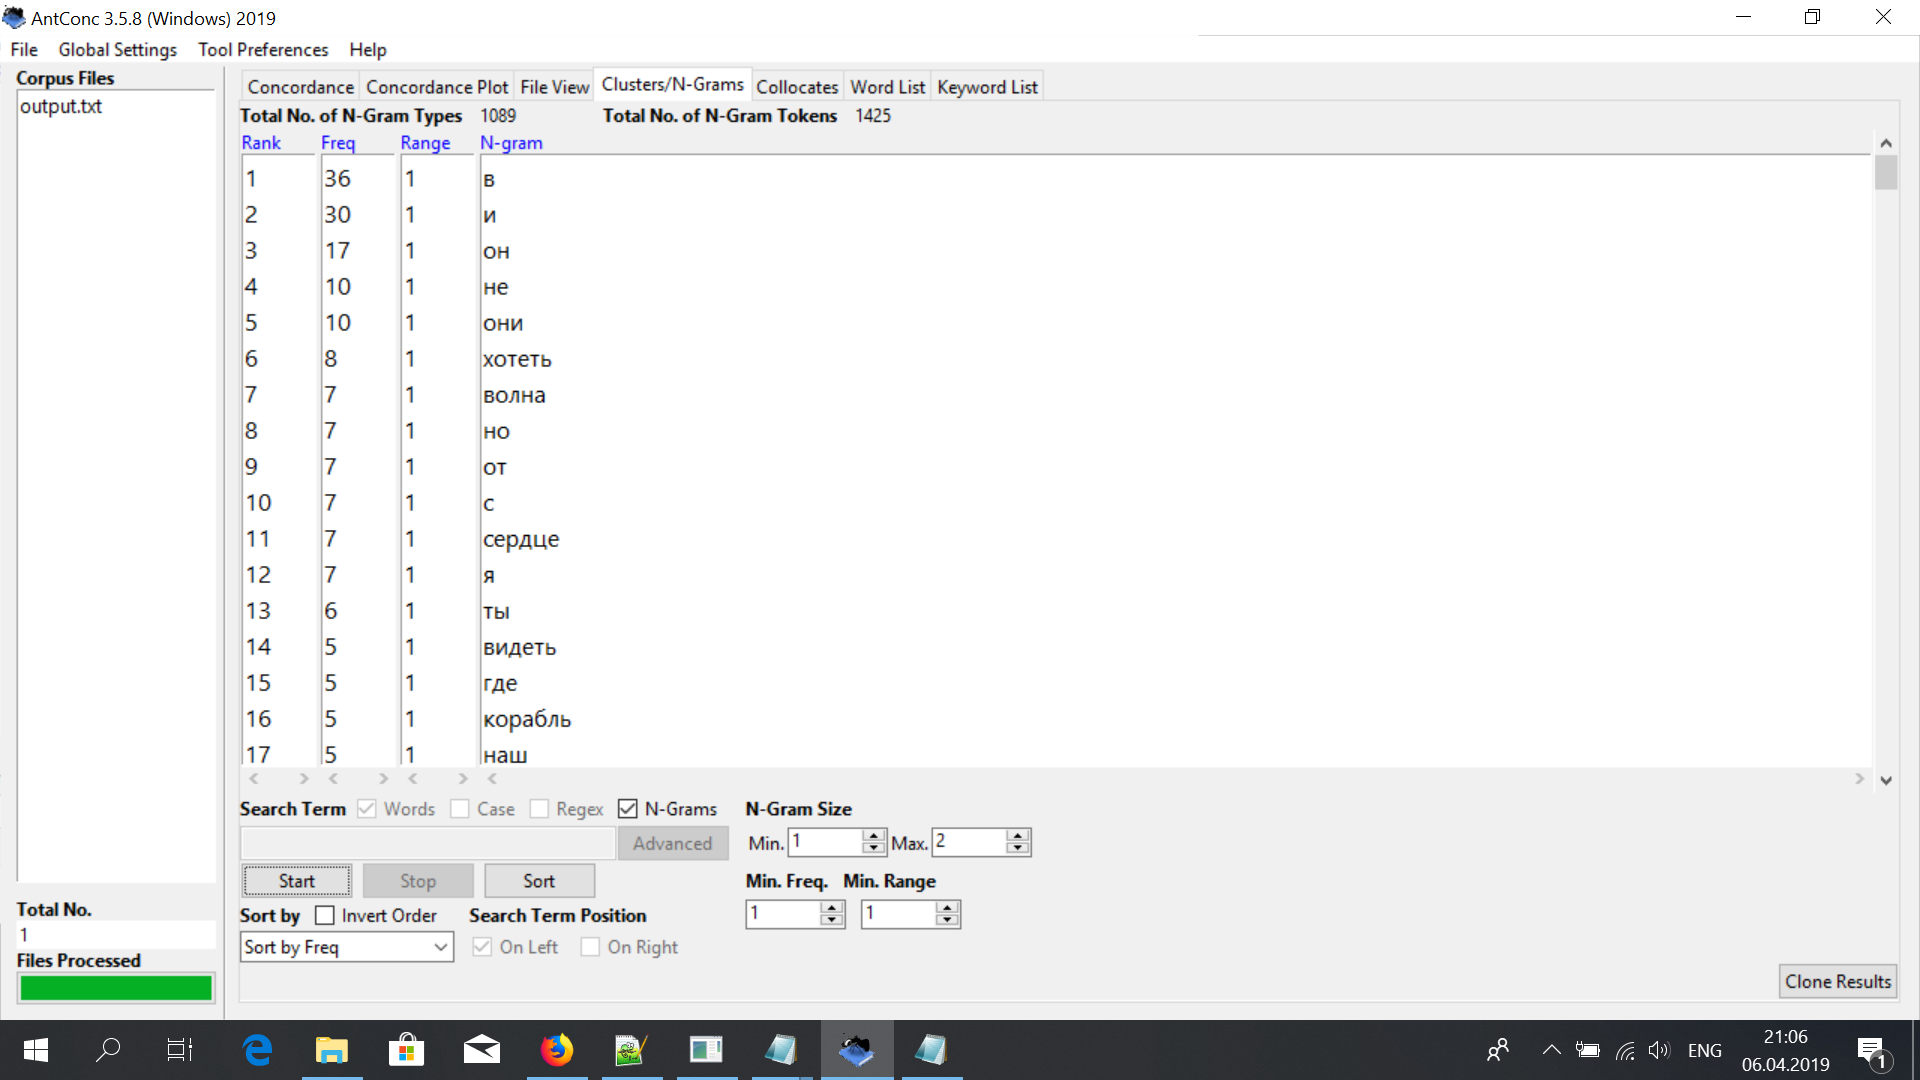 AntConc 3.5.8 (Windows) 2019
File Global Settings Tool Preferences Help
Corpus Files
output.txt
Concordance Concordance Plot File View Clusters/N-Grams Collocates Word List Keyword List
Total No. of N-Gram Types 1089 Total No. of N-Gram Tokens 1425
Rank Freq Range N-gram
1 36 1 в
2 30 1 и
3 17 1 он
4 10 1 не
5 10 1 они
6 8 1 хотеть
7 7 1 волна
8 7 1 но
9 7 1 от
10 7 1 с
11 7 1 сердце
12 7 1 я
13 6 1 ты
14 5 1 видеть
15 5 1 где
16 5 1 корабль
17 5 1 наш
Search Term Words Case Regex N-Grams N-Gram Size
Advanced Min. 1 Max. 2
Start Stop Sort Min. Freq. Min. Range
Sort by Invert Order Search Term Position 1 1
Sort by Freq On Left On Right
Total No.
1
Files Processed
Clone Results
ENG 21:06
06.04.2019
1